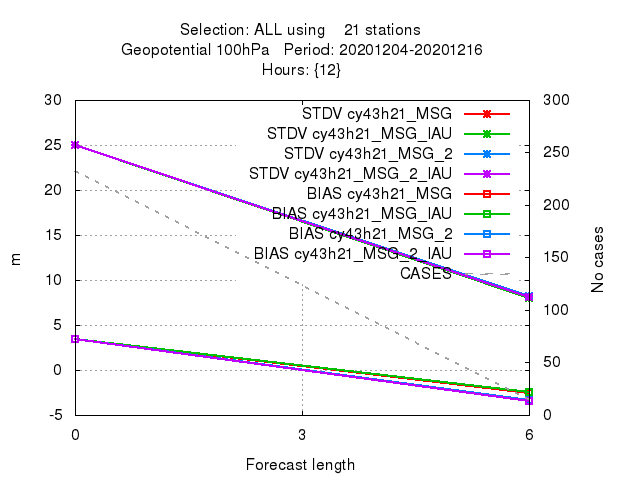 Selection: ALL using 21 stations
Geopotential 100hPa Period: 20201204-20201216
Hours: {12}
30 300
STDV cy43h21_MSG
STDV cy43h21_MSG_IAU
25 250
STDV cy43h21_MSG_2
STDV cy43h21_MSG_2_IAU
20 200
BIAS cy43h21_MSG
BIAS cy43h21_MSG_IAU
15 150
BIAS cy43h21_MSG_2
BIAS cy43h21_MSG_2_IAU
m
No cases
CASES
10 100
5 50
0
-5 0
0 3 6
Forecast length